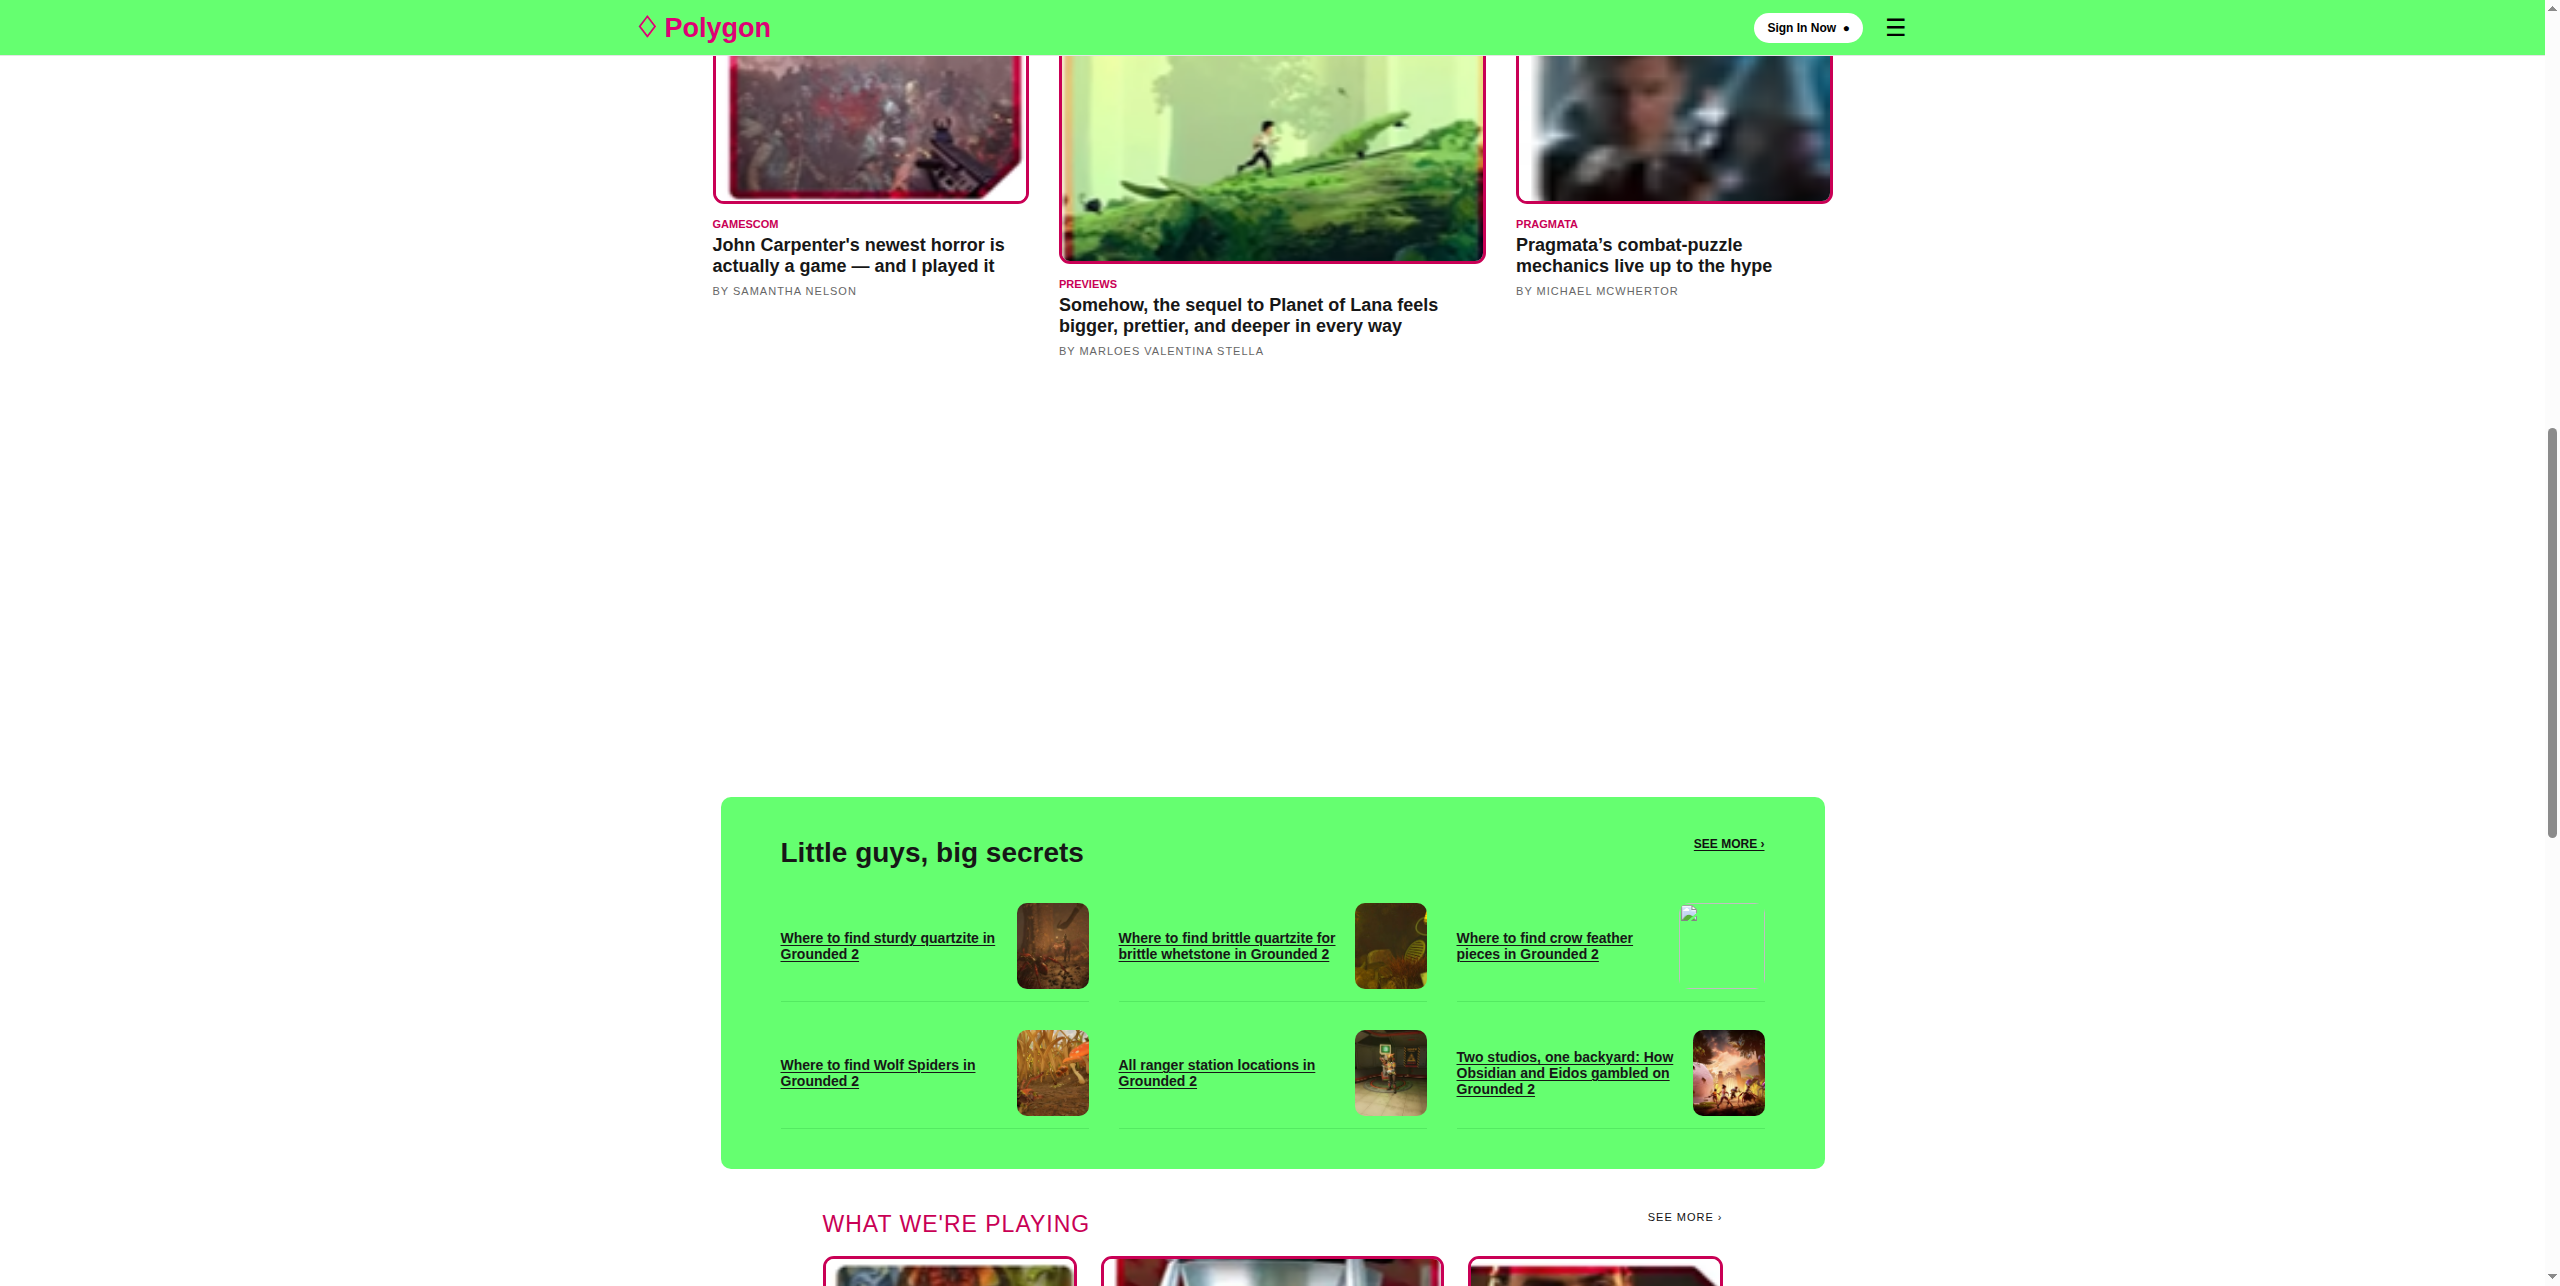 Polygon
Sign In Now
GAMESCOM
John Carpenter's newest horror is
actually a game — and I played it
BY SAMANTHA NELSON
PREVIEWS
Somehow, the sequel to Planet of Lana feels
bigger, prettier, and deeper in every way
BY MARLOES VALENTINA STELLA
PRAGMATA
Pragmata’s combat-puzzle
mechanics live up to the hype
BY MICHAEL MCWHERTOR
Little guys, big secrets
SEE MORE ›
Where to find sturdy quartzite in
Grounded 2
Where to find brittle quartzite for
brittle whetstone in Grounded 2
Where to find crow feather
pieces in Grounded 2
Where to find Wolf Spiders in
Grounded 2
All ranger station locations in
Grounded 2
Two studios, one backyard: How
Obsidian and Eidos gambled on
Grounded 2
WHAT WE'RE PLAYING
SEE MORE ›